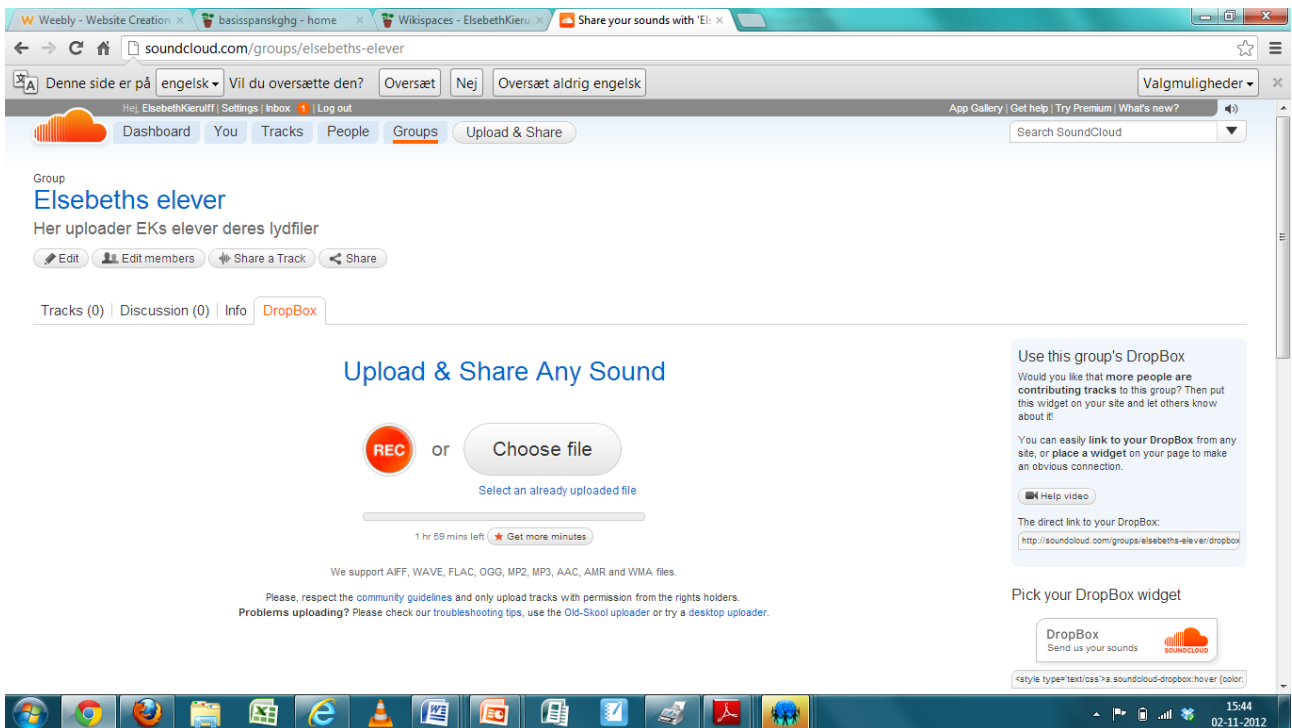 Weebly - Website Creation
basisspanskghg - home
Wikispaces - ElsebethKieru
Share your sounds with 'Els
soundcloud.com/groups/elsebeths-elever
Denne side er på engelsk Vil du oversætte den? Oversæt Nej Oversæt aldrig engelsk Valgmuligheder
Hej, ElsebethKierulff | Settings | Inbox 1 | Log out
App Gallery | Get help | Try Premium | What's new?
Dashboard You Tracks People Groups Upload & Share
Search SoundCloud
Group
Elsebeths elever
Her uploader EKs elever deres lydfiler
Edit Edit members Share a Track Share
Tracks (0) Discussion (0) Info DropBox
Upload & Share Any Sound
REC or Choose file
Select an already uploaded file
1 hr 59 mins left Get more minutes
We support AIFF, WAVE, FLAC, OGG, MP2, MP3, AAC, AMR and WMA files.
Please, respect the community guidelines and only upload tracks with permission from the rights holders.
Problems uploading? Please check our troubleshooting tips, use the Old-Skool uploader or try a desktop uploader.
Use this group's DropBox
Would you like that more people are
contributing tracks to this group? Then put
this widget on your site and let others know
about it!
You can easily link to your DropBox from any
site, or place a widget on your page to make
an obvious connection.
Help video
The direct link to your DropBox:
http://soundcloud.com/groups/elsebeths-elever/dropbox
Pick your DropBox widget
DropBox
Send us your sounds
SOUNDCLOUD
<style type='text/css'>a.soundcloud-dropbox:hover {color:
15:44
02-11-2012